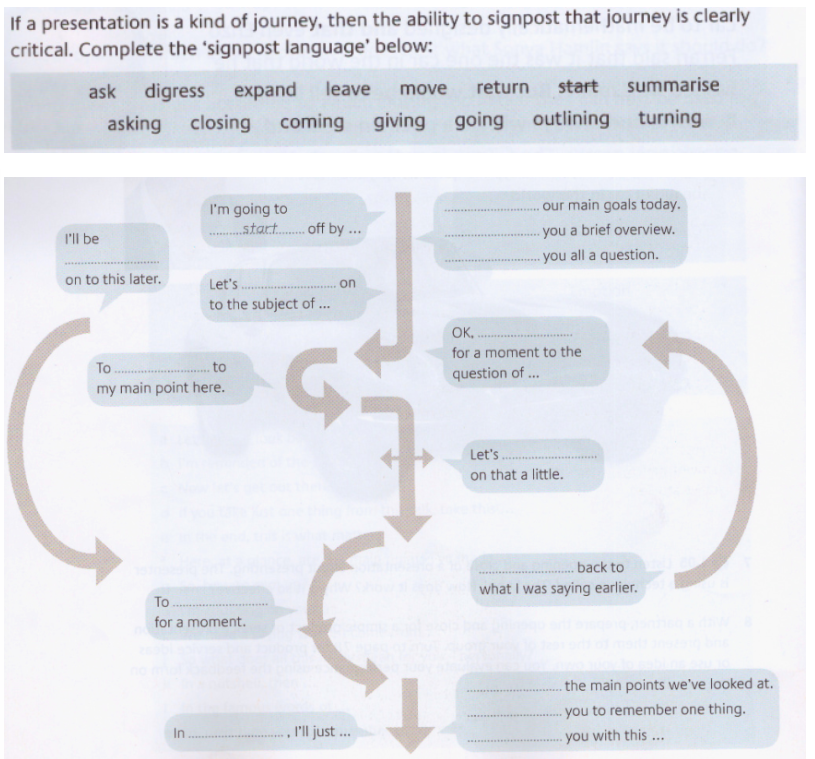 If a presentation is a kind of journey, then the ability to signpost that journey is clearly
critical. Complete the ‘signpost language’ below:
ask digress expand leave move return start summarise
asking closing coming giving going outlining turning
I'm going to
..........start.......... off by ...
.............................. our main goals today.
.............................. you a brief overview.
.............................. you all a question.
I'll be
..............................
on to this later.
Let's .............................. on
to the subject of ...
OK, ..............................
for a moment to the
question of ...
To .............................. to
my main point here.
Let's ..............................
on that a little.
.............................. back to
what I was saying earlier.
To ..............................
for a moment.
.............................. the main points we've looked at.
.............................. you to remember one thing.
.............................. you with this ...
In .............................. , I'll just ...